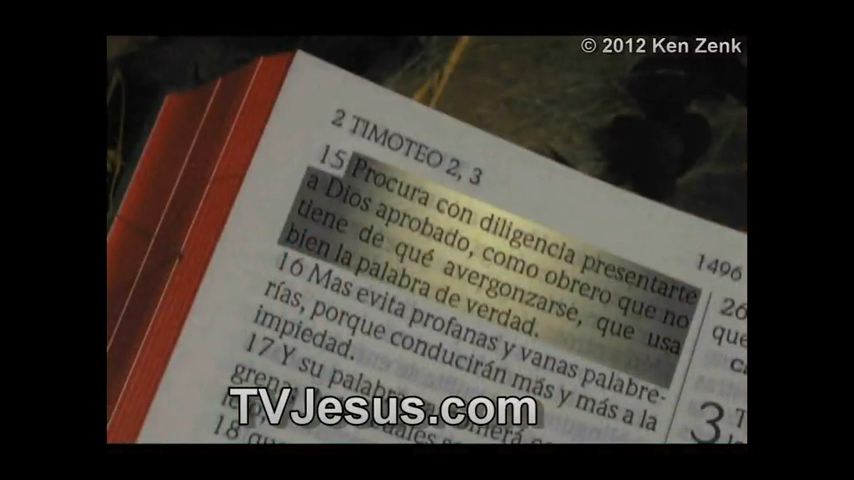 © 2012 Ken Zenk
2 TIMOTEO 2, 3
1496
15 Procura con diligencia presentarte
a Dios aprobado, como obrero que no
tiene de qué avergonzarse, que usa
bien la palabra de verdad.
16 Mas evita profanas y vanas palabre-
rías, porque conducirán más y más a la
impiedad.
17 Y su palabra
18 que
26
que
3
TVJesus.com